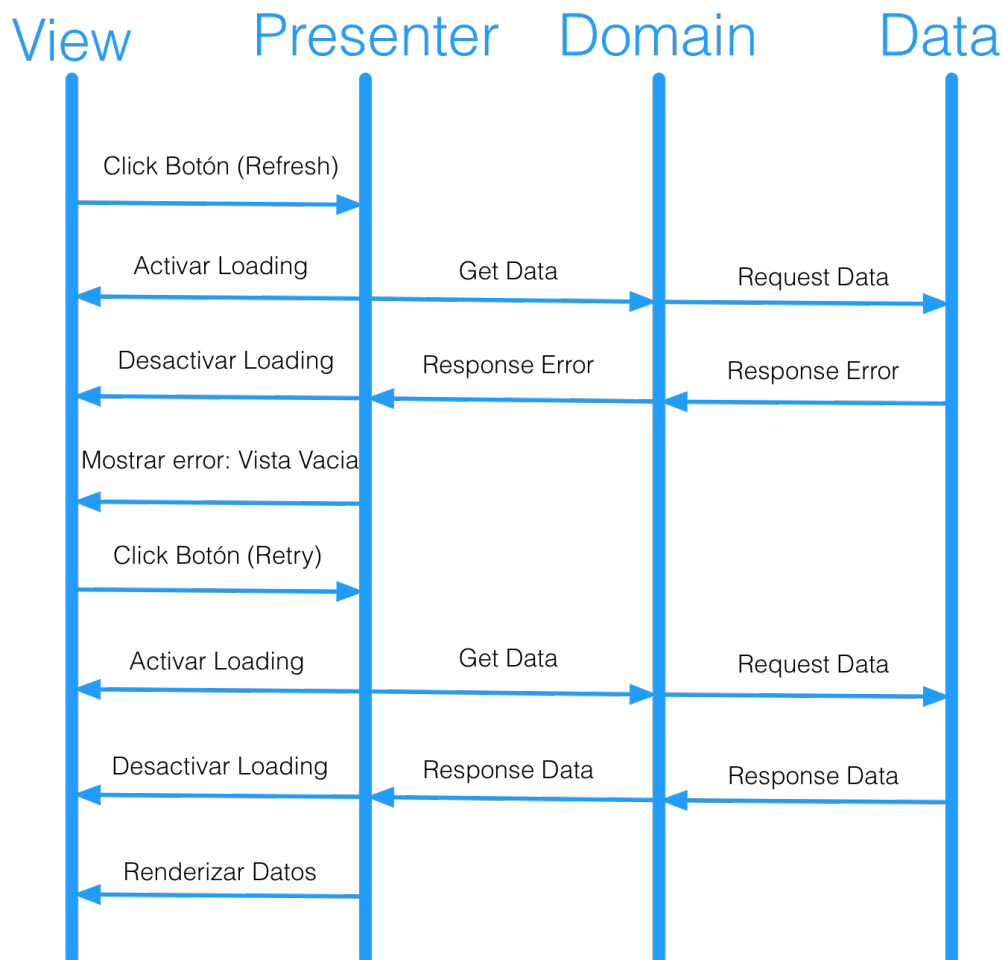 View
Presenter
Domain
Data
Click Botón (Refresh)
Activar Loading
Get Data
Request Data
Desactivar Loading
Response Error
Response Error
Mostrar error: Vista Vacia
Click Botón (Retry)
Activar Loading
Get Data
Request Data
Desactivar Loading
Response Data
Response Data
Renderizar Datos